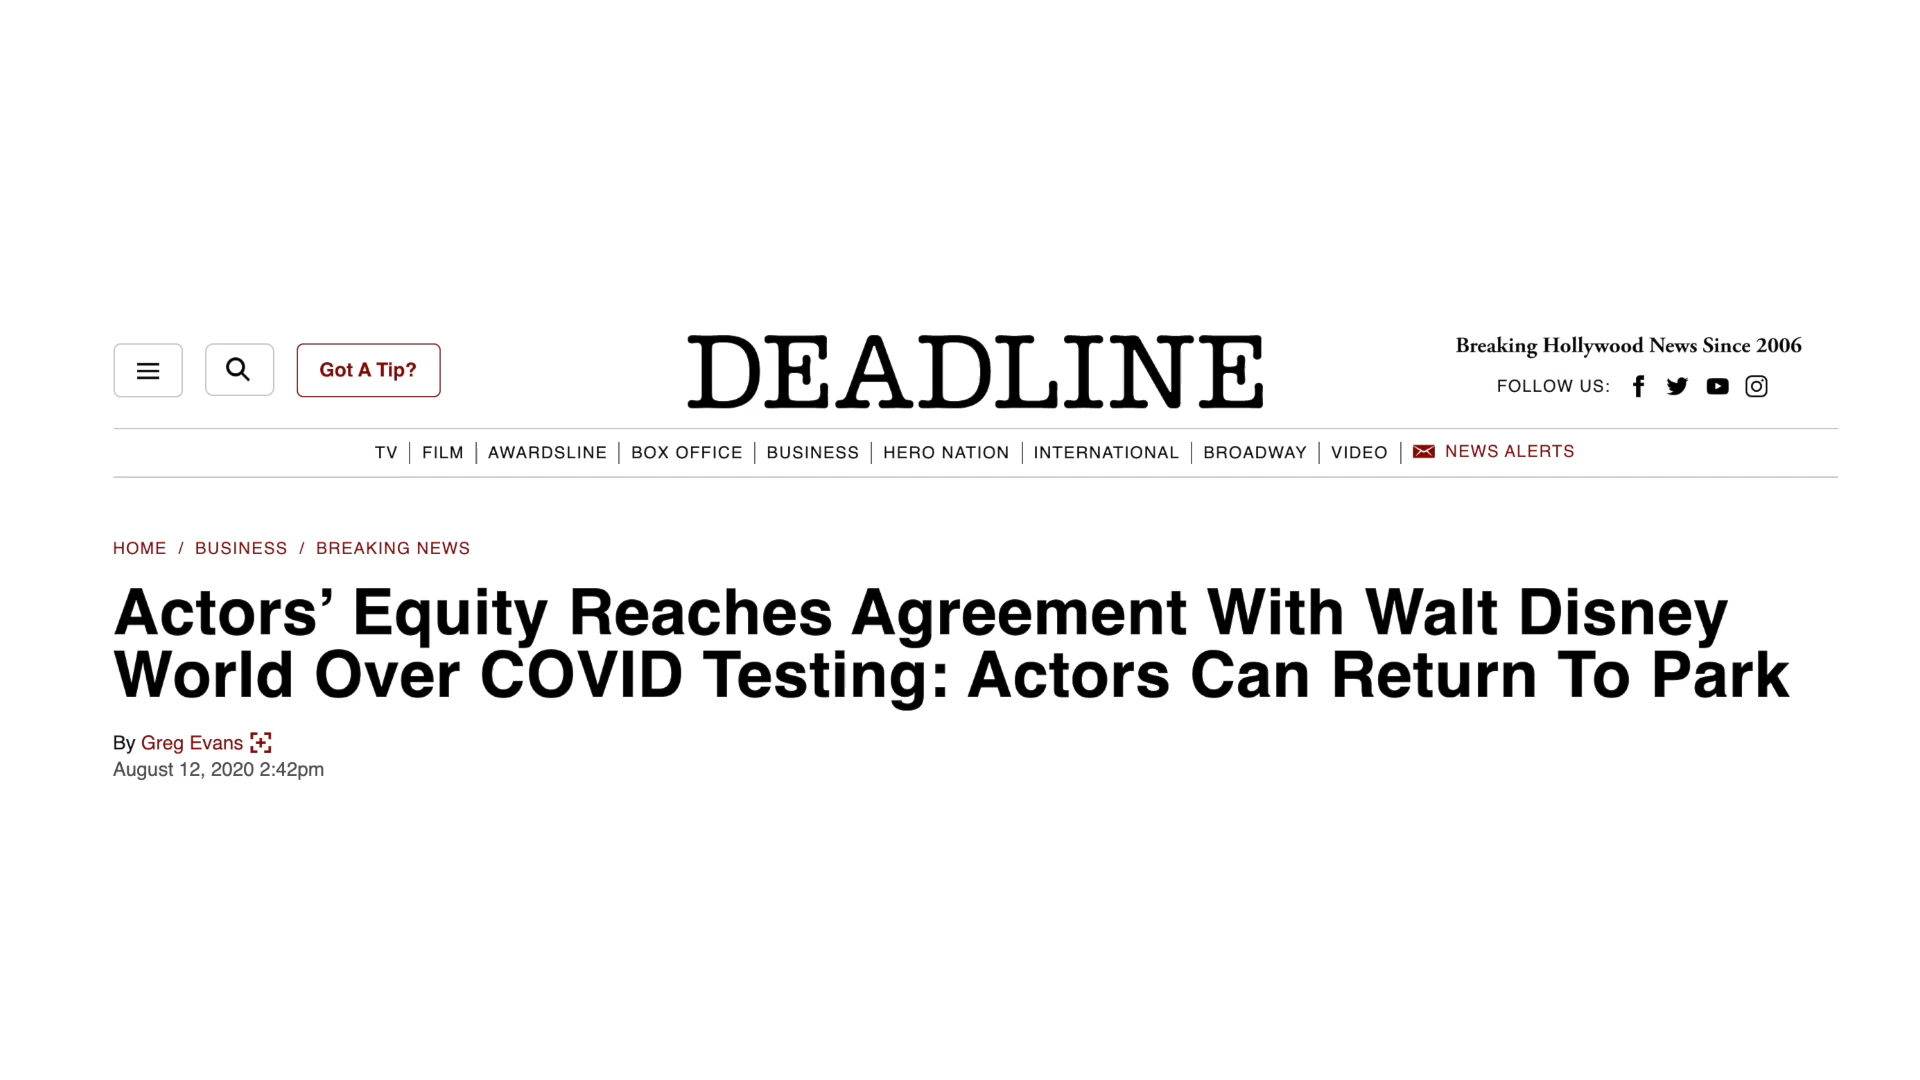 Got A Tip?
DEADLINE
Breaking Hollywood News Since 2006
FOLLOW US:
TV | FILM | AWARDSLINE | BOX OFFICE | BUSINESS | HERO NATION | INTERNATIONAL | BROADWAY | VIDEO | NEWS ALERTS
HOME / BUSINESS / BREAKING NEWS
Actors’ Equity Reaches Agreement With Walt Disney
World Over COVID Testing: Actors Can Return To Park
By Greg Evans
August 12, 2020 2:42pm